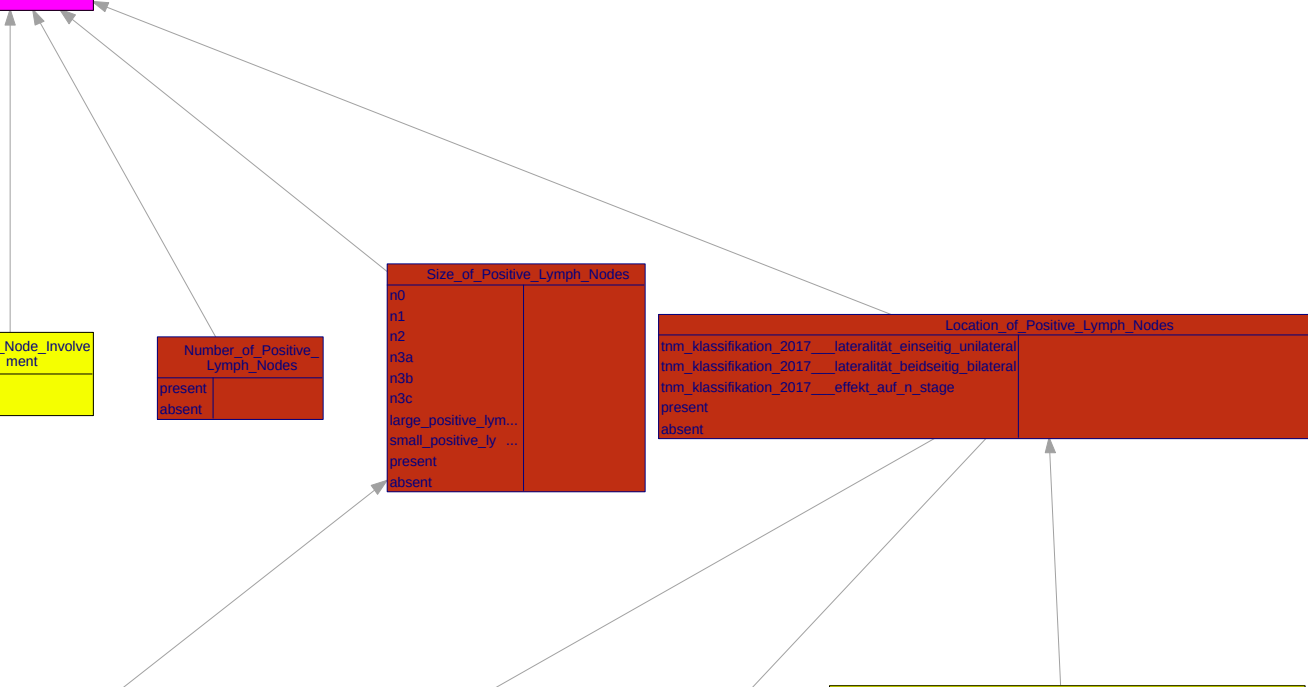 _Node_Involve
ment
Number_of_Positive_
Lymph_Nodes
present
absent
Size_of_Positive_Lymph_Nodes
n0
n1
n2
n3a
n3b
n3c
large_positive_lym...
small_positive_ly ...
present
absent
Location_of_Positive_Lymph_Nodes
tnm_klassifikation_2017___lateralität_einseitig_unilateral
tnm_klassifikation_2017___lateralität_beidseitig_bilateral
tnm_klassifikation_2017___effekt_auf_n_stage
present
absent